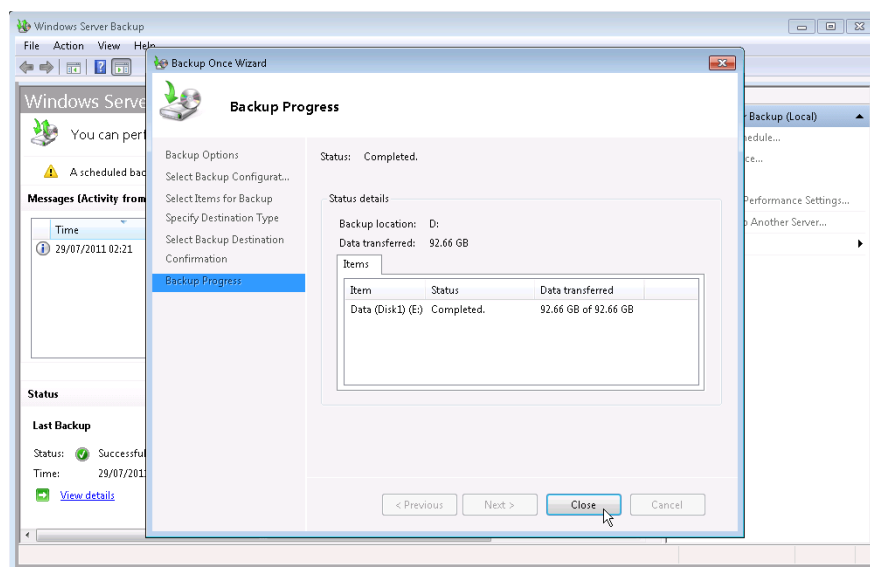 Windows Server Backup
File Action View Help
Backup Once Wizard
Windows Serve
Backup Progress
Backup (Local)
You can perf
edule...
ce...
A scheduled bac
Messages (Activity from
Performance Settings...
Another Server...
Time
29/07/2011 02:21
Backup Options
Select Backup Configurat...
Select Items for Backup
Specify Destination Type
Select Backup Destination
Confirmation
Backup Progress
Status: Completed.
Status details
Backup location: D:
Data transferred: 92.66 GB
Items
Item Status Data transferred
Data (Disk1) (E:) Completed. 92.66 GB of 92.66 GB
Status
Last Backup
Status: Successful
Time: 29/07/201
View details
< Previous Next > Close Cancel